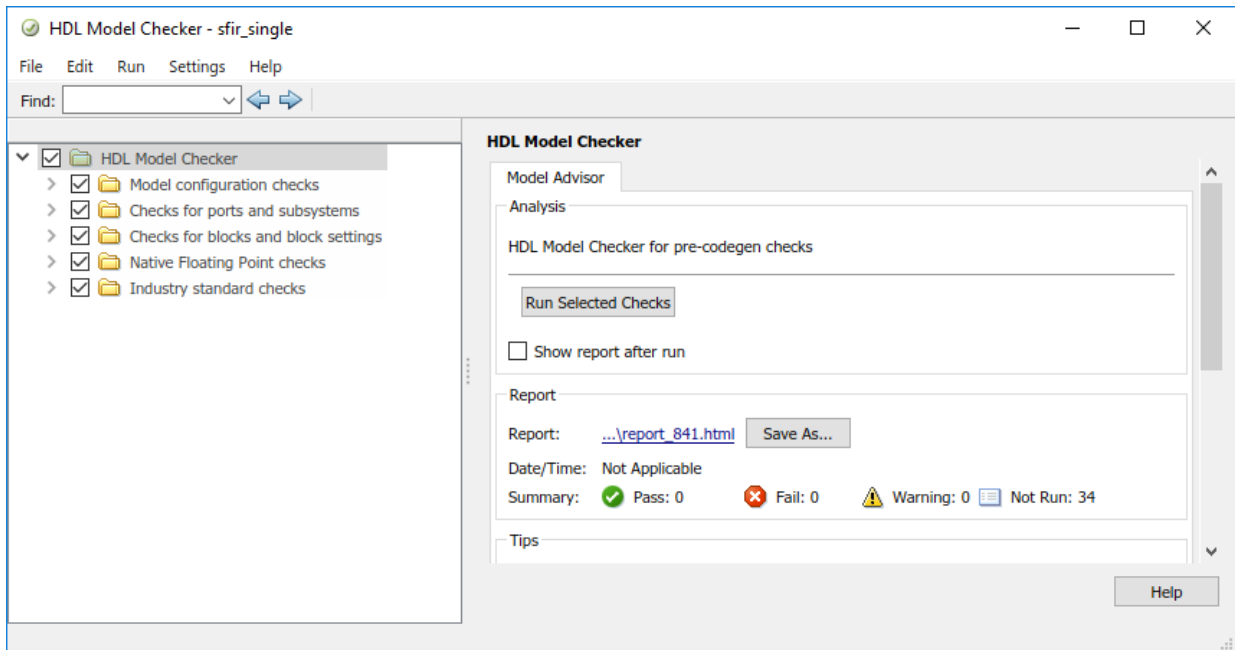 HDL Model Checker - sfir_single
File Edit Run Settings Help
Find:
HDL Model Checker
Model configuration checks
Checks for ports and subsystems
Checks for blocks and block settings
Native Floating Point checks
Industry standard checks
HDL Model Checker
Model Advisor
Analysis
HDL Model Checker for pre-codegen checks
Run Selected Checks
Show report after run
Report
Report: ...\report_841.html Save As...
Date/Time: Not Applicable
Summary: Pass: 0 Fail: 0 Warning: 0 Not Run: 34
Tips
Help